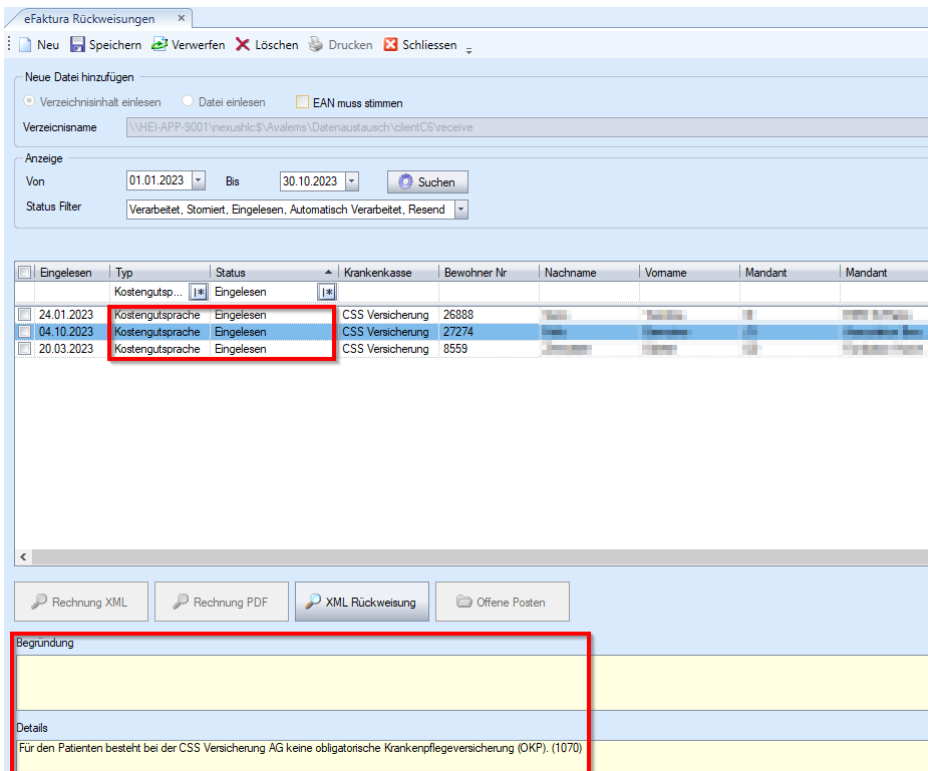 eFaktura Rückweisungen ×
Neu Speichern Verwerfen Löschen Drucken Schliessen
Neue Datei hinzufügen
Verzeichnisinhalt einlesen Datei einlesen EAN muss stimmen
Verzeicnisname \\HEI-APP-9001\nexushlc$\Avalems\Datenaustausch\clientC6\receive
Anzeige
Von 01.01.2023 Bis 30.10.2023 Suchen
Status Filter Verarbeitet, Storniert, Eingelesen, Automatisch Verarbeitet, Resend
Eingelesen Typ Status Krankenkasse Bewohner Nr Nachname Vorname Mandant Mandant
Kostengutsp... Eingelesen
24.01.2023 Kostengutsprache Eingelesen CSS Versicherung 26888
04.10.2023 Kostengutsprache Eingelesen CSS Versicherung 27274
20.03.2023 Kostengutsprache Eingelesen CSS Versicherung 8559
Rechnung XML Rechnung PDF XML Rückweisung Offene Posten
Begründung
Details
Für den Patienten besteht bei der CSS Versicherung AG keine obligatorische Krankenpflegeversicherung (OKP). (1070)